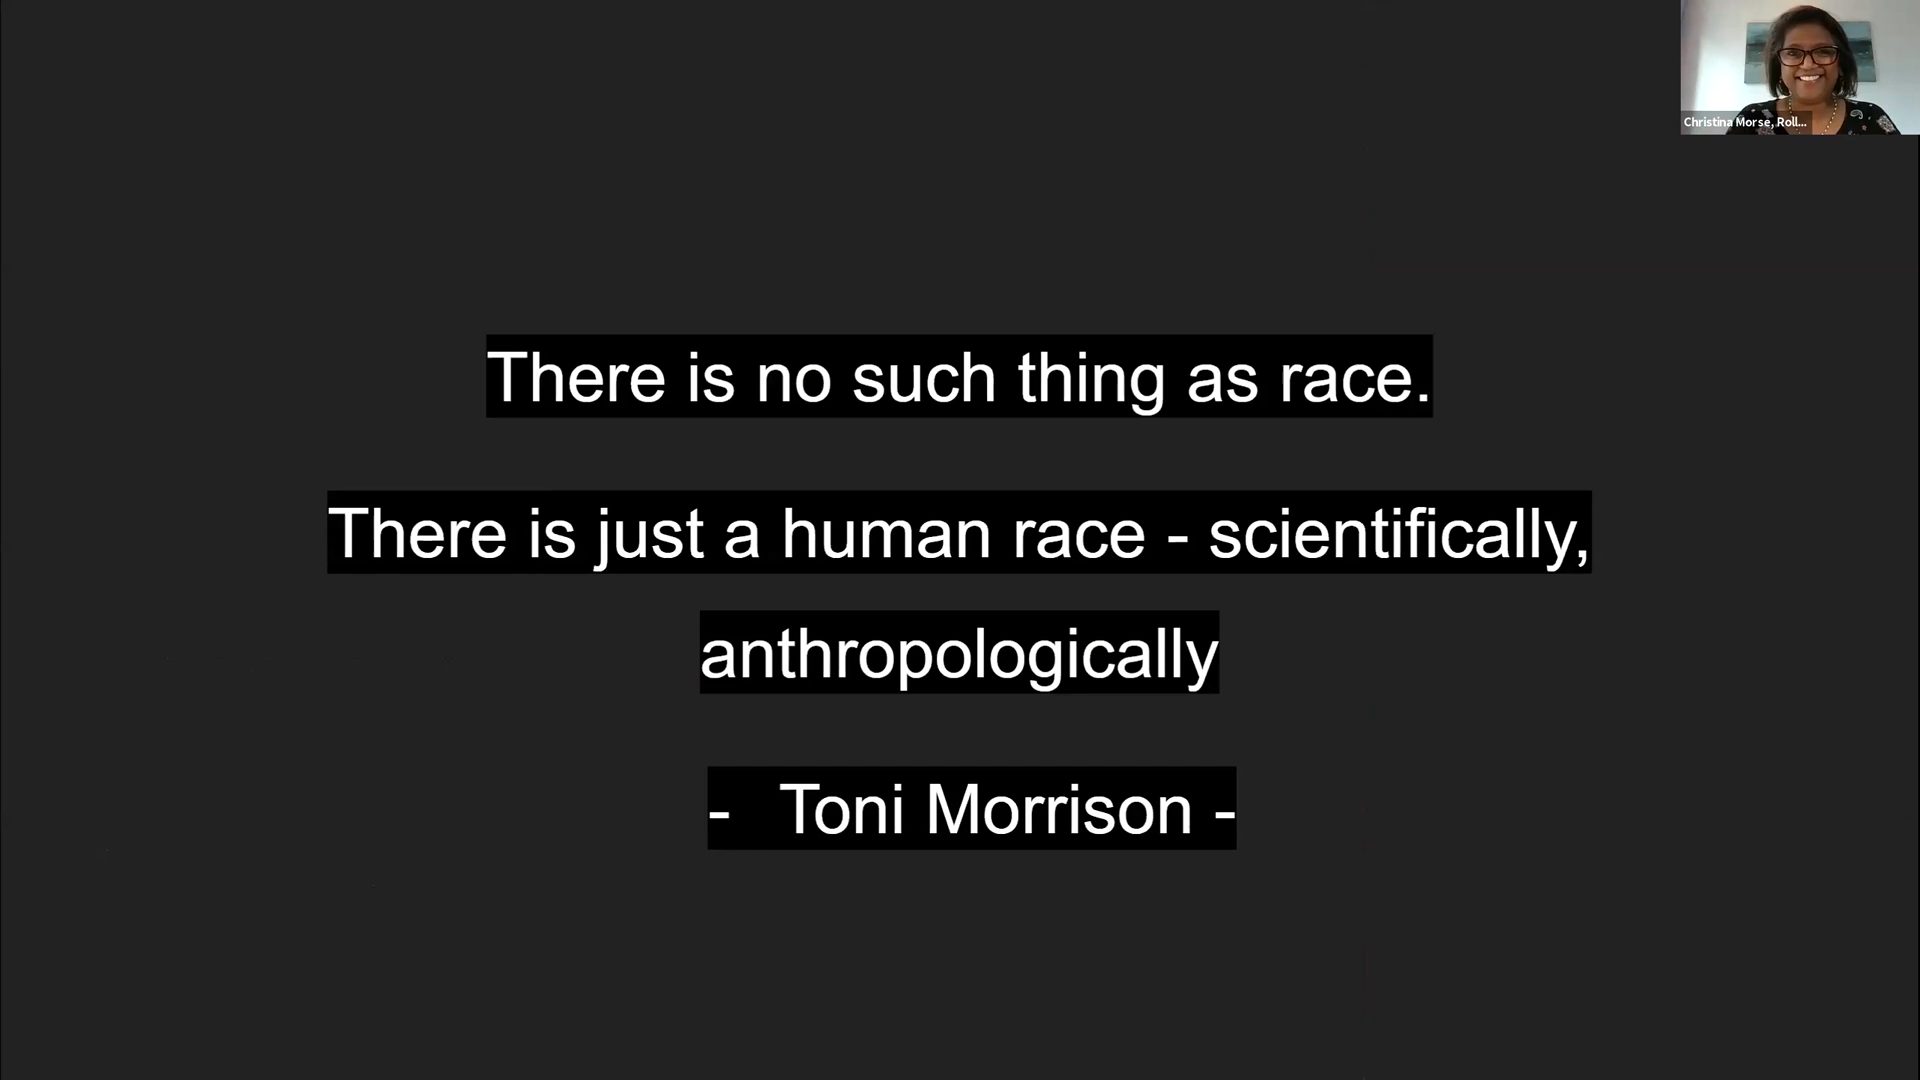 Christina Morse, Roll...
There is no such thing as race.
There is just a human race - scientifically,
anthropologically
- Toni Morrison -